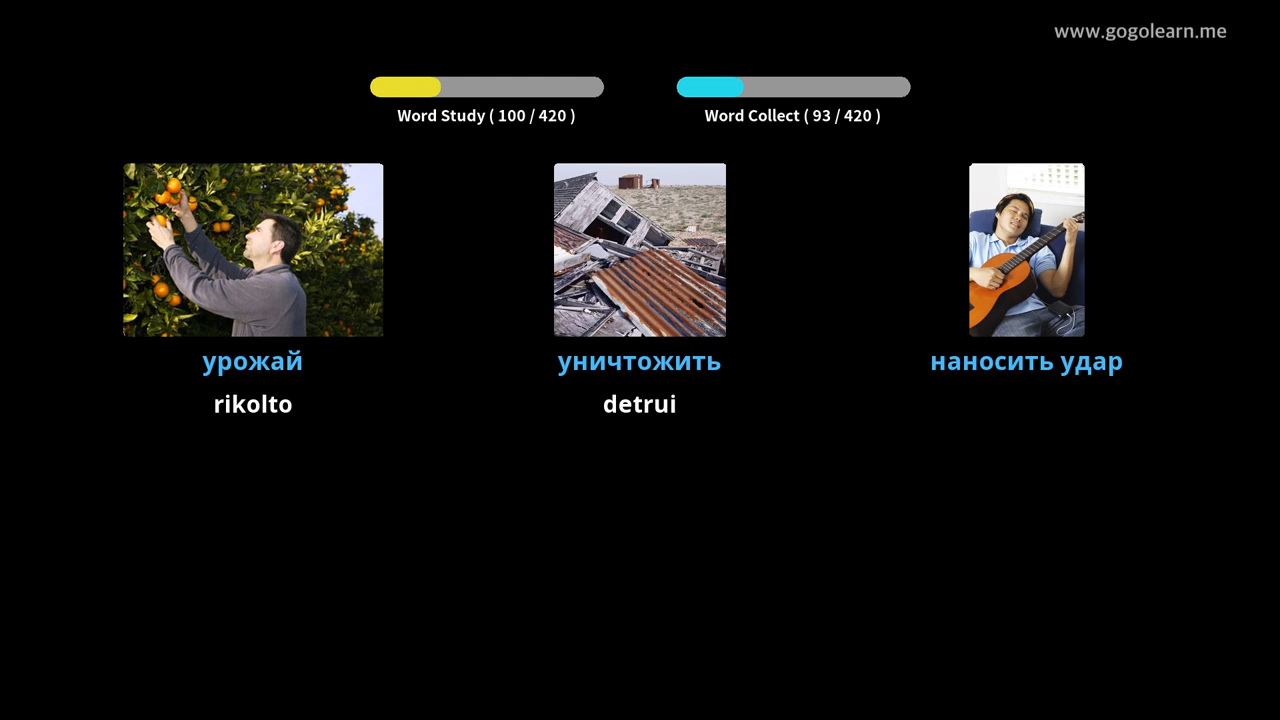 www.gogolearn.me
Word Study ( 100 / 420 )
Word Collect ( 93 / 420 )
урожай
уничтожить
наносить удар
rikolto
detrui